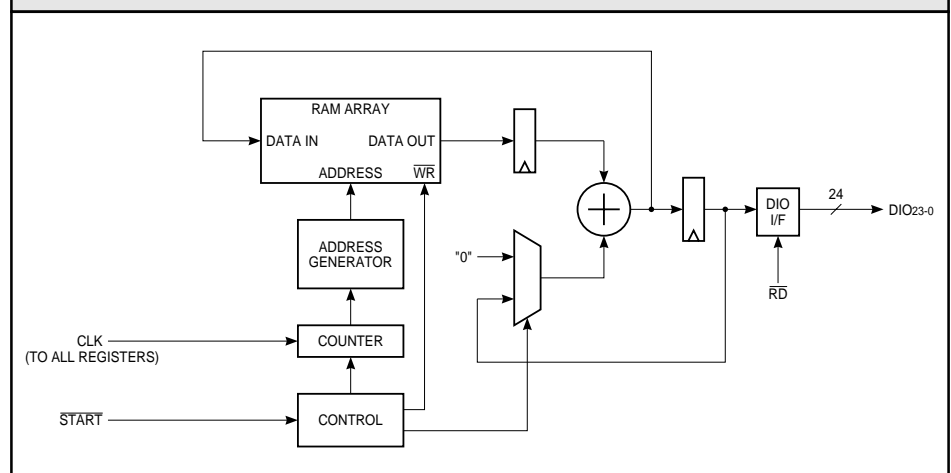 RAM ARRAY
DATA IN
DATA OUT
ADDRESS
WR
ADDRESS
GENERATOR
"0"
24
DIO
I/F
DIO23-0
RD
CLK
(TO ALL REGISTERS)
COUNTER
START
CONTROL